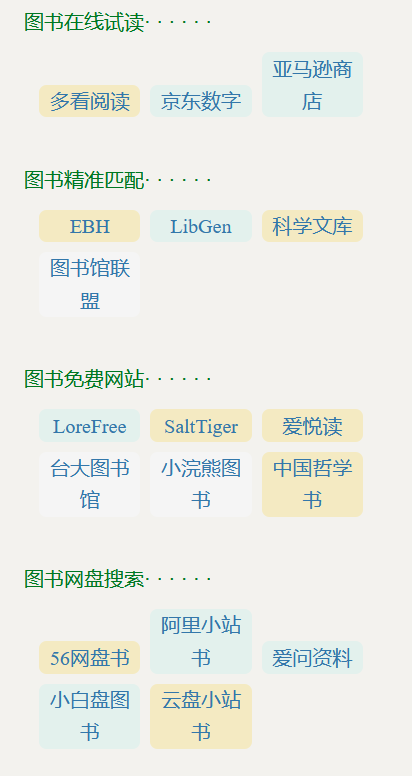 图书在线试读······
多看阅读 京东数字 亚马逊商
店
图书精准匹配······
EBH LibGen 科学文库
图书馆联
盟
图书免费网站······
LoreFree SaltTiger 爱悦读
台大图书
馆
小浣熊图
书
中国哲学
书
图书网盘搜索······
56网盘书
阿里小站
书
爱问资料
小白盘图
书
云盘小站
书